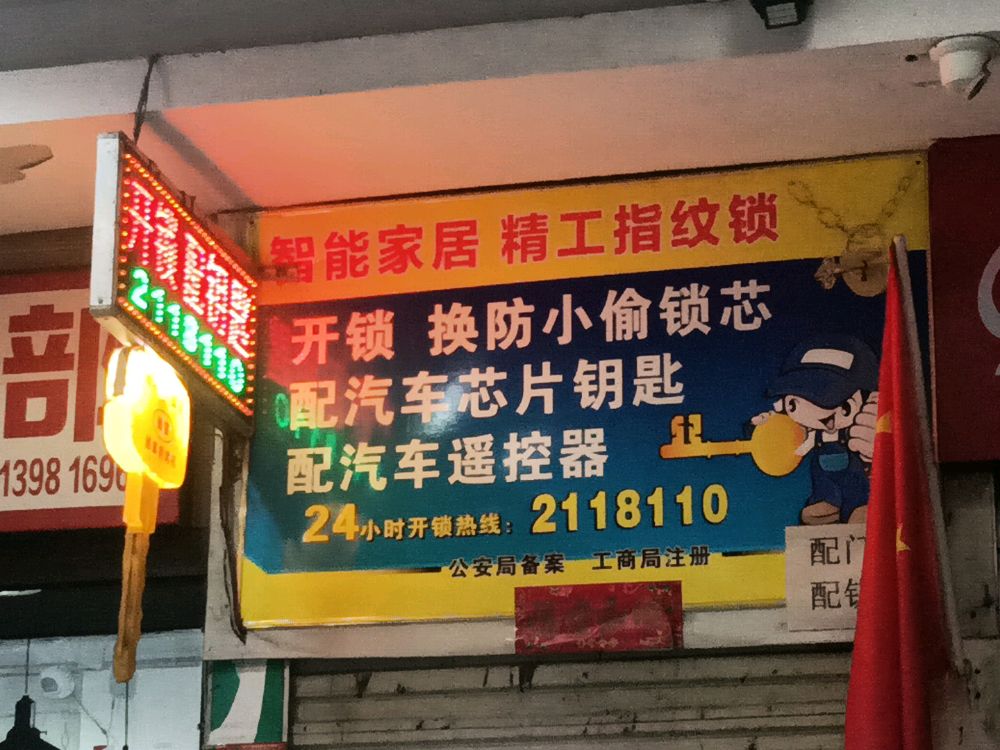 智能家居 精工指纹锁
开锁 换防小偷锁芯
配汽车芯片钥匙
配汽车遥控器
24小时开锁热线：2118110
公安局备案 工商局注册
2118110
部
1398 1696
配门
配